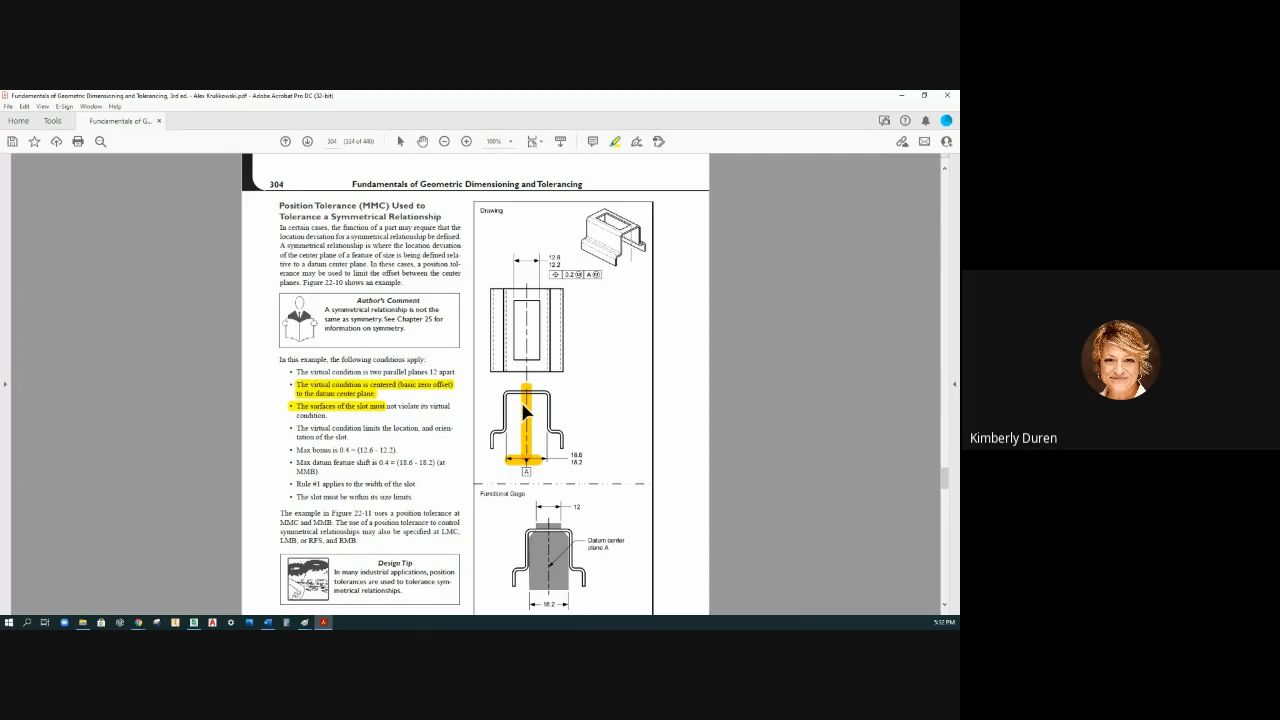 Fundamentals of Geometric Dimensioning and Tolerancing, 3rd ed. - Alex Krulikowski.pdf - Adobe Acrobat Pro DC (32-bit)
File Edit View E-Sign Window Help
Home Tools Fundamentals of G... ×
304 (324 of 440) 100%
304 Fundamentals of Geometric Dimensioning and Tolerancing
Position Tolerance (MMC) Used to
Tolerance a Symmetrical Relationship
In certain cases, the function of a part may require that the
location deviation for a symmetrical relationship be defined.
A symmetrical relationship is where the location deviation
of the center plane of a feature of size is being defined rela-
tive to a datum center plane. In these cases, a position tol-
erance may be used to limit the offset between the center
planes. Figure 22-10 shows an example.
Author's Comment
A symmetrical relationship is not the
same as symmetry. See Chapter 25 for
information on symmetry.
In this example, the following conditions apply:
• The virtual condition is two parallel planes 12 apart.
• The virtual condition is centered (basic zero offset)
to the datum center plane.
• The surfaces of the slot must not violate its virtual
condition.
• The virtual condition limits the location, and orien-
tation of the slot.
• Max bonus is 0.4 = (12.6 - 12.2).
• Max datum feature shift is 0.4 = (18.6 - 18.2) (at
MMB).
• Rule #1 applies to the width of the slot.
• The slot must be within its size limits.
The example in Figure 22-11 uses a position tolerance at
MMC and MMB. The use of a position tolerance to control
symmetrical relationships may also be specified at LMC,
LMB, or RFS, and RMB.
Design Tip
In many industrial applications, position
tolerances are used to tolerance sym-
metrical relationships.
Drawing
12.6
12.2
⌖ 0.2 Ⓜ A Ⓜ
18.6
18.2
A
Functional Gage
12
Datum center
plane A
18.2
5:32 PM
Kimberly Duren